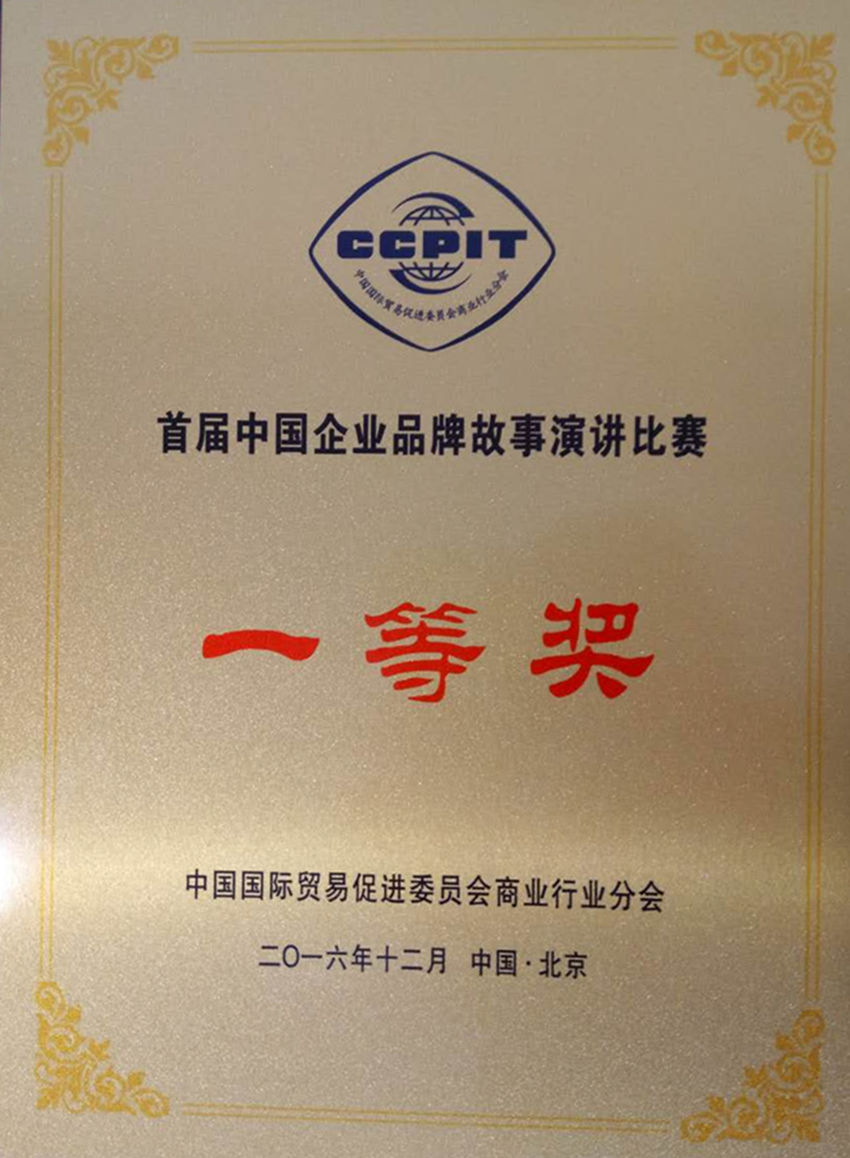 CCPIT
中国国际贸易促进委员会商业行业分会
首届中国企业品牌故事演讲比赛
一等奖
中国国际贸易促进委员会商业行业分会
二〇一六年十二月 中国·北京